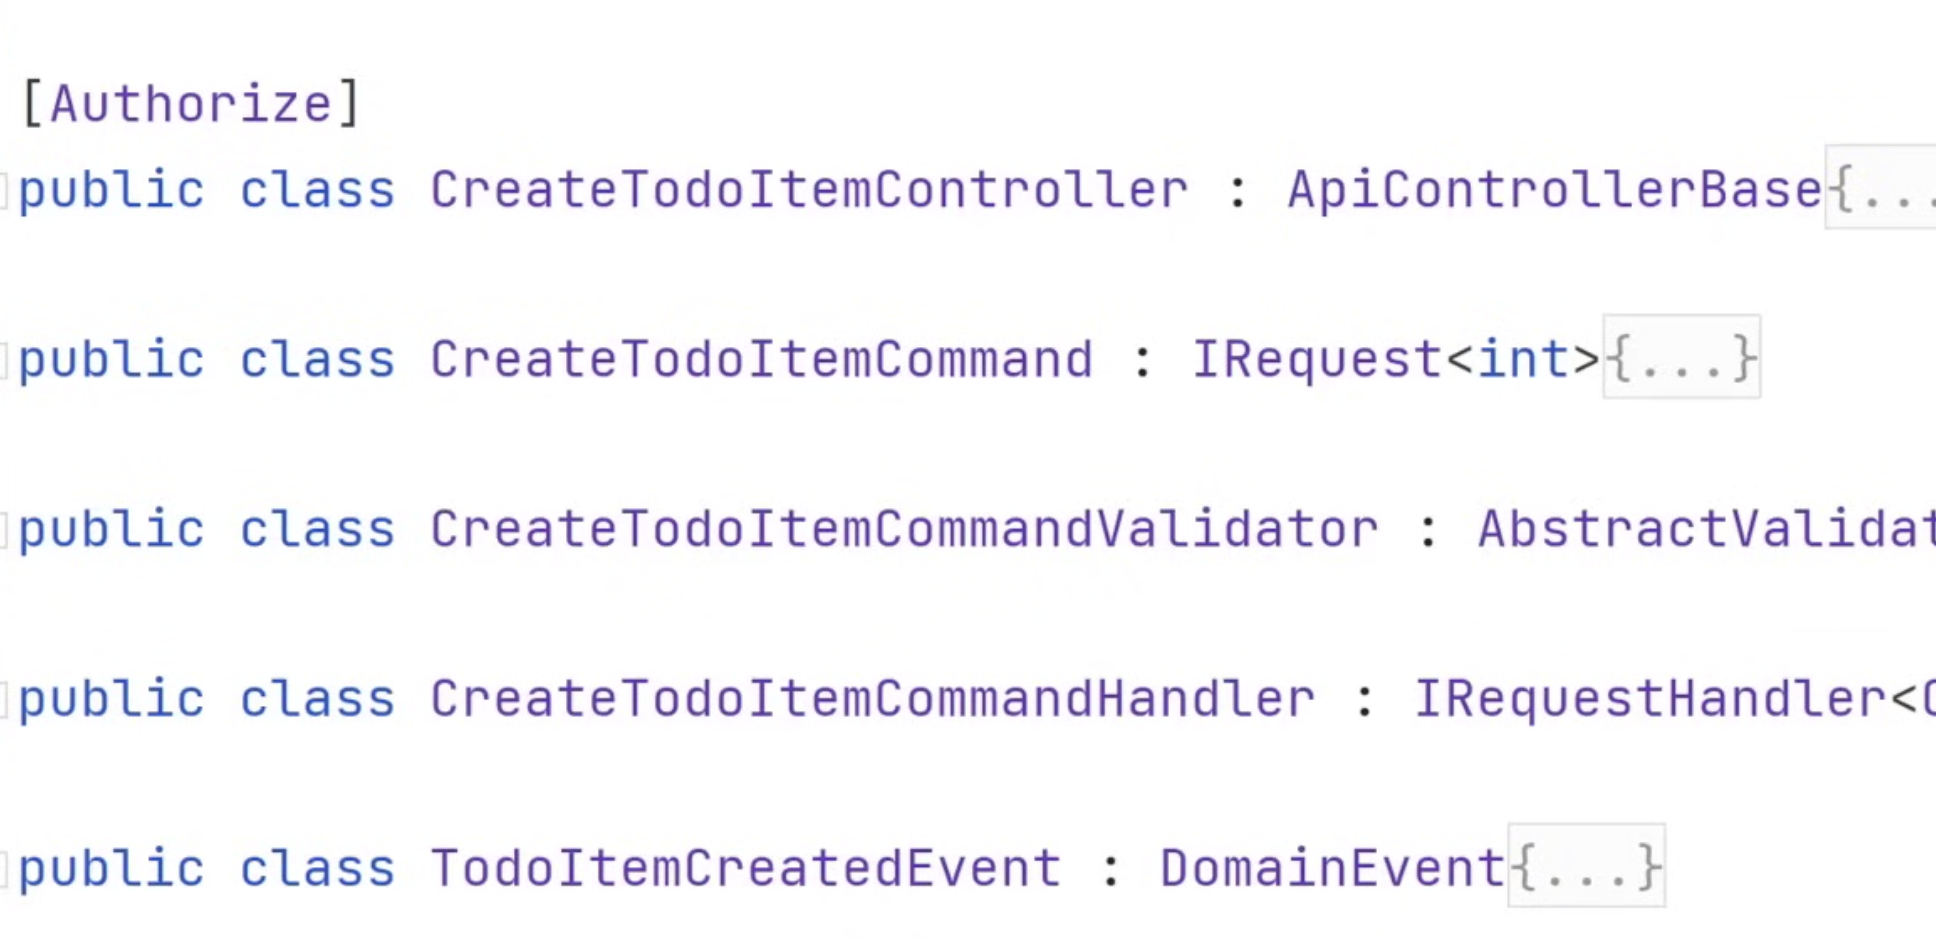 [Authorize]
public class CreateTodoItemController : ApiControllerBase{...
public class CreateTodoItemCommand : IRequest<int>{...}
public class CreateTodoItemCommandValidator : AbstractValidat
public class CreateTodoItemCommandHandler : IRequestHandler<C
public class TodoItemCreatedEvent : DomainEvent{...}